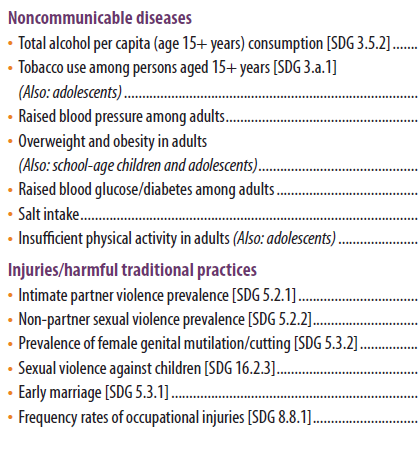 Noncommunicable diseases
• Total alcohol per capita (age 15+ years) consumption [SDG 3.5.2].......
• Tobacco use among persons aged 15+ years [SDG 3.a.1]
(Also: adolescents)................................................................................
• Raised blood pressure among adults....................................................
• Overweight and obesity in adults
(Also: school-age children and adolescents)...........................................
• Raised blood glucose/diabetes among adults.......................................
• Salt intake............................................................................................
• Insufficient physical activity in adults (Also: adolescents)......................
Injuries/harmful traditional practices
• Intimate partner violence prevalence [SDG 5.2.1].................................
• Non-partner sexual violence prevalence [SDG 5.2.2].............................
• Prevalence of female genital mutilation/cutting [SDG 5.3.2]................
• Sexual violence against children [SDG 16.2.3].......................................
• Early marriage [SDG 5.3.1]....................................................................
• Frequency rates of occupational injuries [SDG 8.8.1].............................